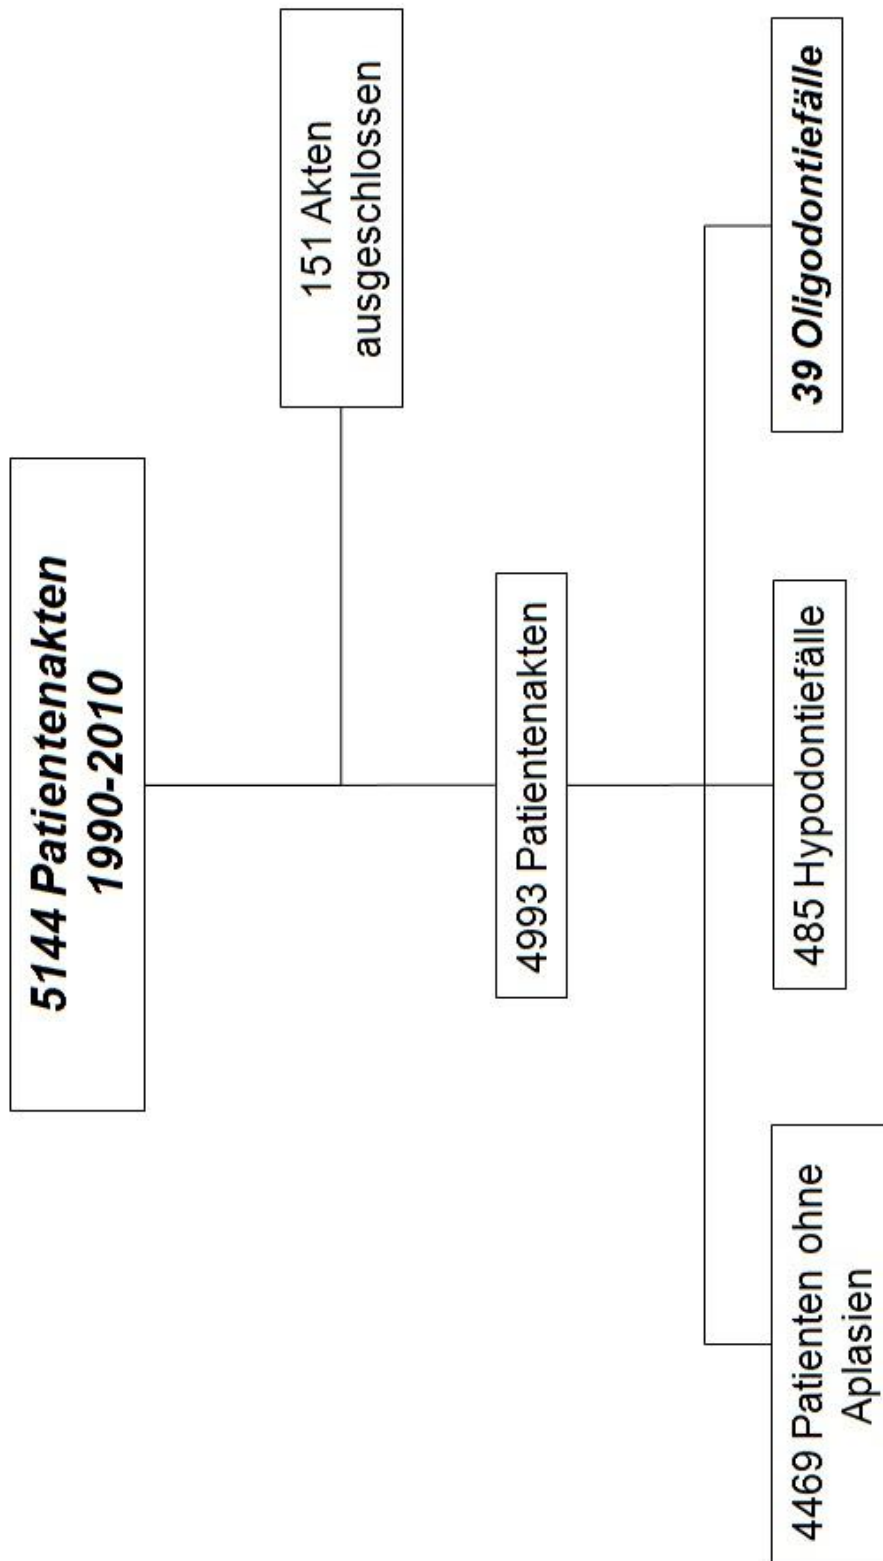 5144 Patientenakten
1990-2010
151 Akten
ausgeschlossen
4993 Patientenakten
4469 Patienten ohne
Aplasien
485 Hypodontiefälle
39 Oligodontiefälle